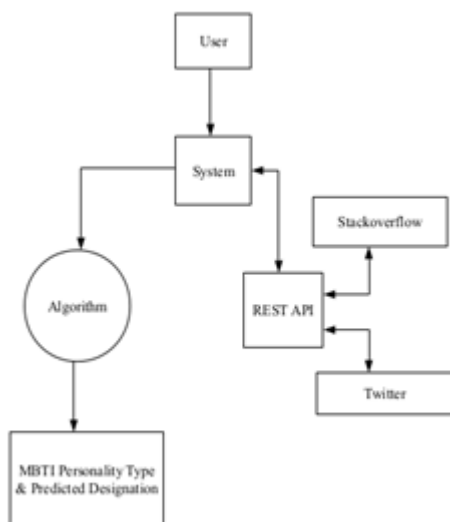 User
System
Stackoverflow
Algorithm
REST API
Twitter
MBTI Personality Type
& Predicted Designation